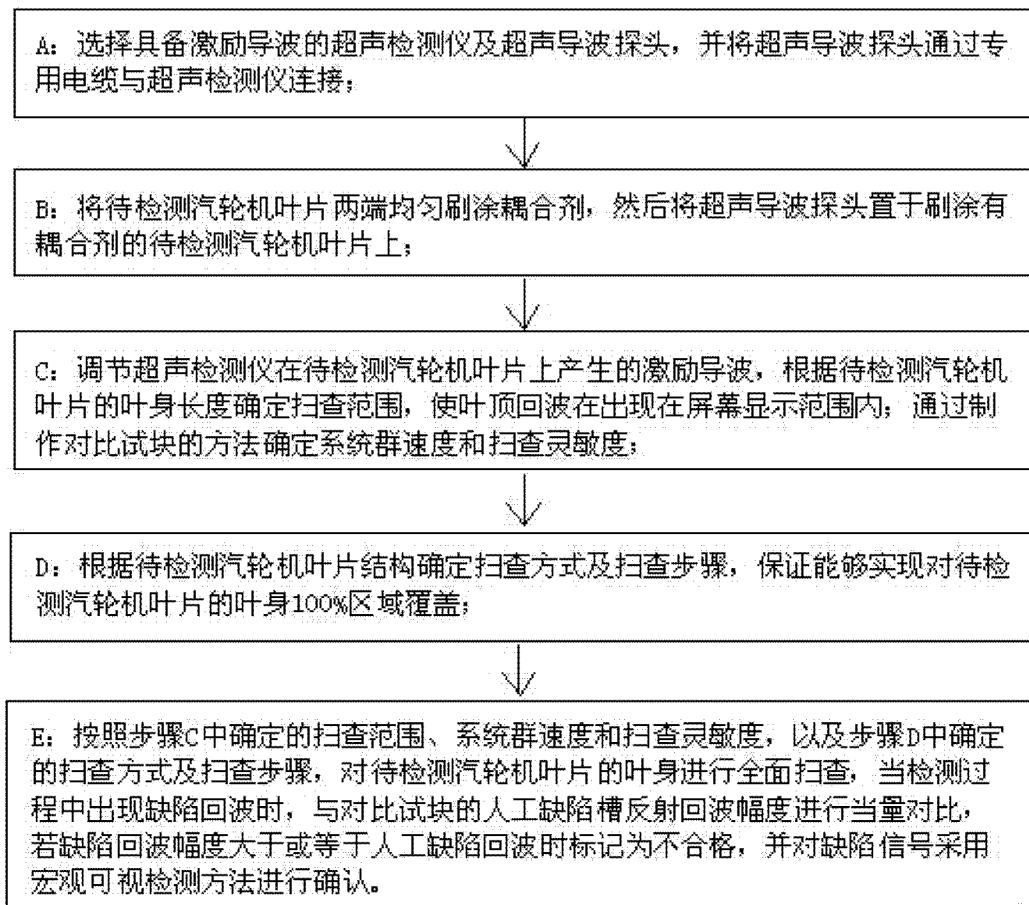 A: 选择具备激励导波的超声检测仪及超声导波探头，并将超声导波探头通过专
用电缆与超声检测仪连接；
B: 将待检测汽轮机叶片两端均匀刷涂耦合剂，然后将超声导波探头置于刷涂有
耦合剂的待检测汽轮机叶片上；
C: 调节超声检测仪在待检测汽轮机叶片上产生的激励导波，根据待检测汽轮机
叶片的叶身长度确定扫查范围，使叶顶回波在出现在屏幕显示范围内；通过制
作对比试块的方法确定系统群速度和扫查灵敏度；
D: 根据待检测汽轮机叶片结构确定扫查方式及扫查步骤，保证能够实现对待检
测汽轮机叶片的叶身100%区域覆盖；
E: 按照步骤C中确定的扫查范围、系统群速度和扫查灵敏度，以及步骤D中确定
的扫查方式及扫查步骤，对待检测汽轮机叶片的叶身进行全面扫查，当检测过
程中出现缺陷回波时，与对比试块的人工缺陷槽反射回波幅度进行当量对比，
若缺陷回波幅度大于或等于人工缺陷回波时标记为不合格，并对缺陷信号采用
宏观可视检测方法进行确认。